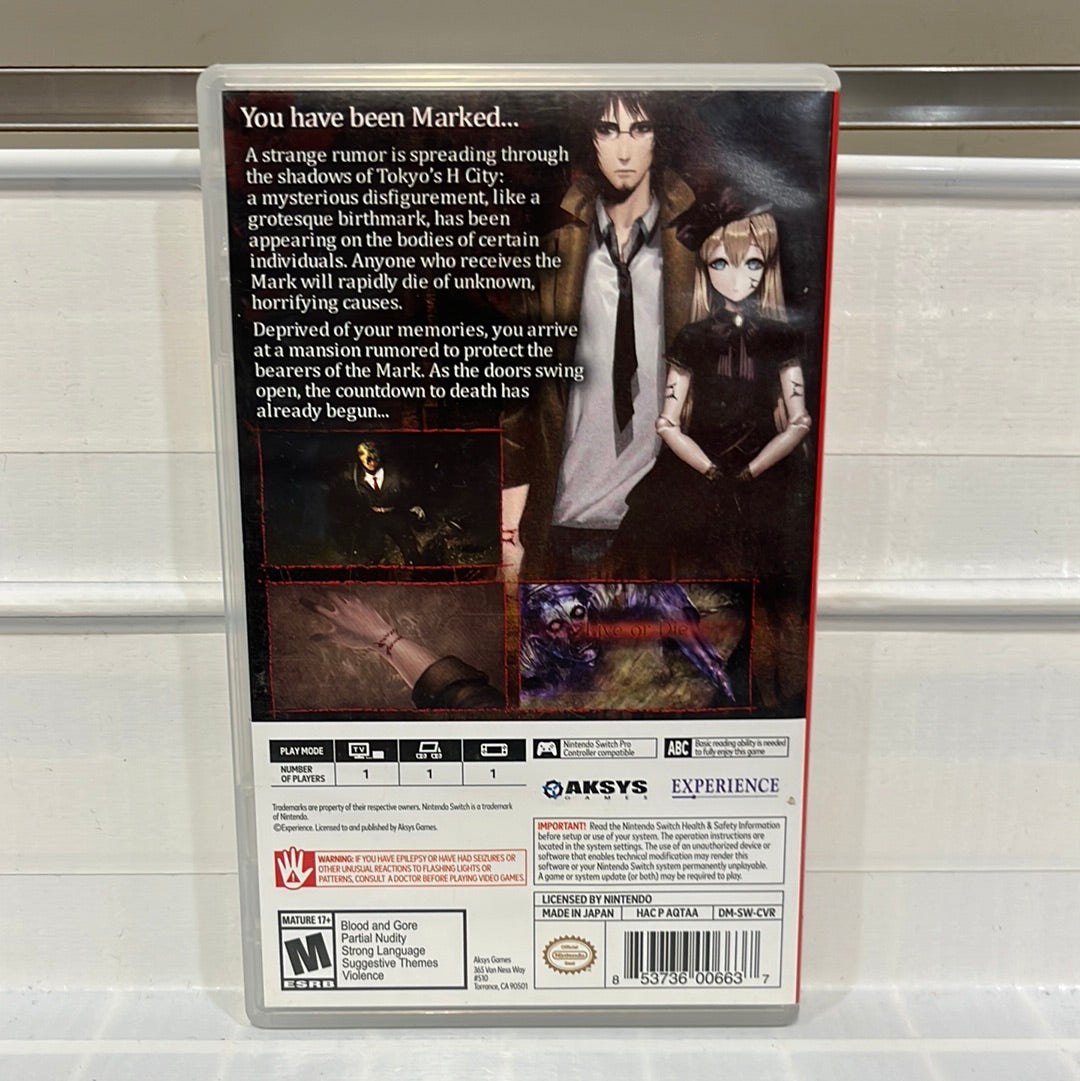 You have been Marked...
A strange rumor is spreading through
the shadows of Tokyo's H City:
a mysterious disfigurement, like a
grotesque birthmark, has been
appearing on the bodies of certain
individuals. Anyone who receives the
Mark will rapidly die of unknown,
horrifying causes.
Deprived of your memories, you arrive
at a mansion rumored to protect the
bearers of the Mark. As the doors swing
open, the countdown to death has
already begun...
Live or Die
PLAY MODE
TV
NUMBER
OF PLAYERS
1
1
1
Nintendo Switch Pro
Controller compatible
ABC
Basic reading ability is needed
to fully enjoy this game
AKSYS
GAMES
EXPERIENCE
Trademarks are property of their respective owners. Nintendo Switch is a trademark
of Nintendo.
©Experience. Licensed to and published by Aksys Games.
WARNING: IF YOU HAVE EPILEPSY OR HAVE HAD SEIZURES OR
OTHER UNUSUAL REACTIONS TO FLASHING LIGHTS OR
PATTERNS, CONSULT A DOCTOR BEFORE PLAYING VIDEO GAMES.
IMPORTANT! Read the Nintendo Switch Health & Safety Information
before setup or use of your system. The operation instructions are
located in the system settings. The use of an unauthorized device or
software that enables technical modification may render this
software or your Nintendo Switch system permanently unplayable.
A game or system update (or both) may be required to play.
LICENSED BY NINTENDO
MADE IN JAPAN
HAC P AQTAA
DM-SW-CVR
MATURE 17+
M
ESRB
Blood and Gore
Partial Nudity
Strong Language
Suggestive Themes
Violence
Aksys Games
365 Van Ness Way
#510
Torrance, CA 90501
Official
Nintendo
Seal
8 53736 00663 7